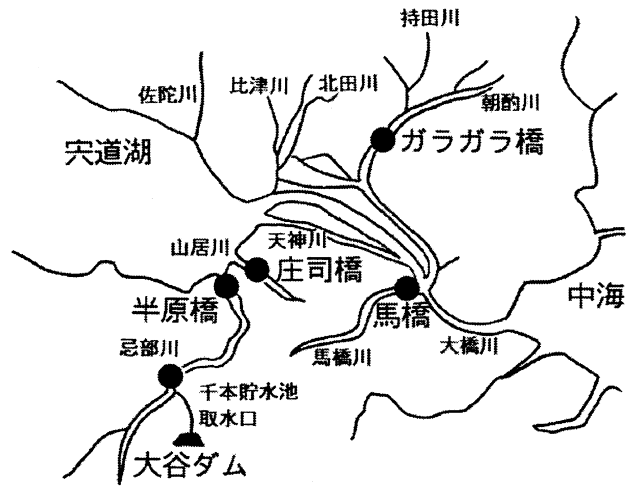 持田川
佐陀川
比津川
北田川
朝酌川
宍道湖
ガラガラ橋
山居川
天神川
庄司橋
半原橋
馬橋
中海
忌部川
馬橋川
大橋川
千本貯水池
取水口
大谷ダム